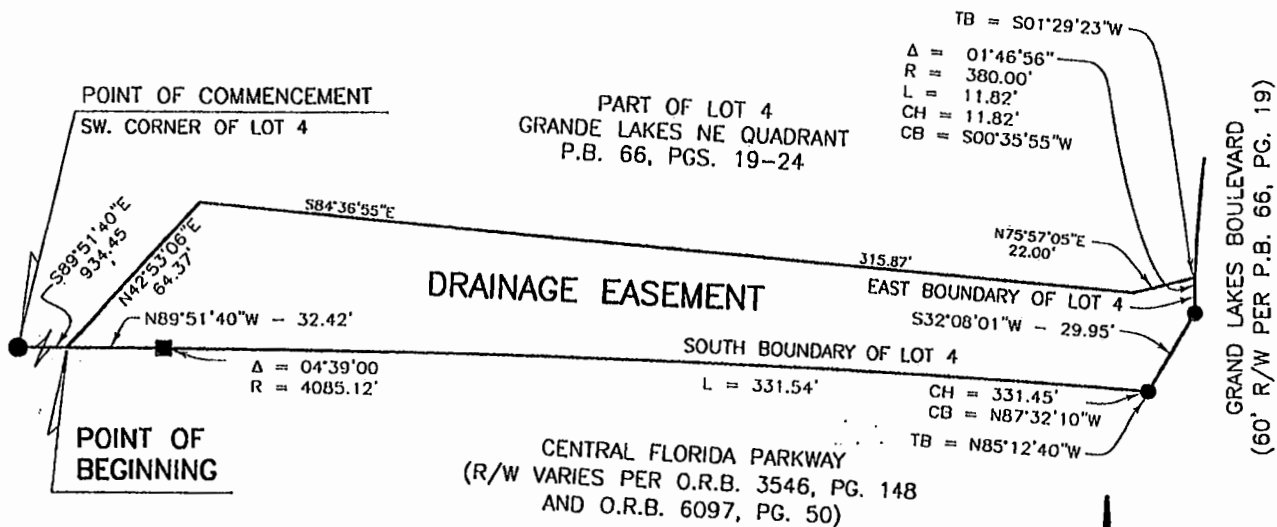 TB = S01°29'23"W
Δ = 01°46'56"
R = 380.00'
L = 11.82'
CH = 11.82'
CB = S00°35'55"W
POINT OF COMMENCEMENT
SW. CORNER OF LOT 4
PART OF LOT 4
GRANDE LAKES NE QUADRANT
P.B. 66, PGS. 19-24
GRAND LAKES BOULEVARD
(60' R/W PER P.B. 66, PG. 19)
S89°51'40"E
934.45
'
N42°53'06"E
64.37'
S84°36'55"E
315.87'
N75°57'05"E
22.00'
DRAINAGE EASEMENT
EAST BOUNDARY OF LOT 4
S32°08'01"W - 29.95'
N89°51'40"W - 32.42'
SOUTH BOUNDARY OF LOT 4
Δ = 04°39'00
R = 4085.12'
L = 331.54'
CH = 331.45'
CB = N87°32'10"W
TB = N85°12'40"W
POINT OF
BEGINNING
CENTRAL FLORIDA PARKWAY
(R/W VARIES PER O.R.B. 3546, PG. 148
AND O.R.B. 6097, PG. 50)